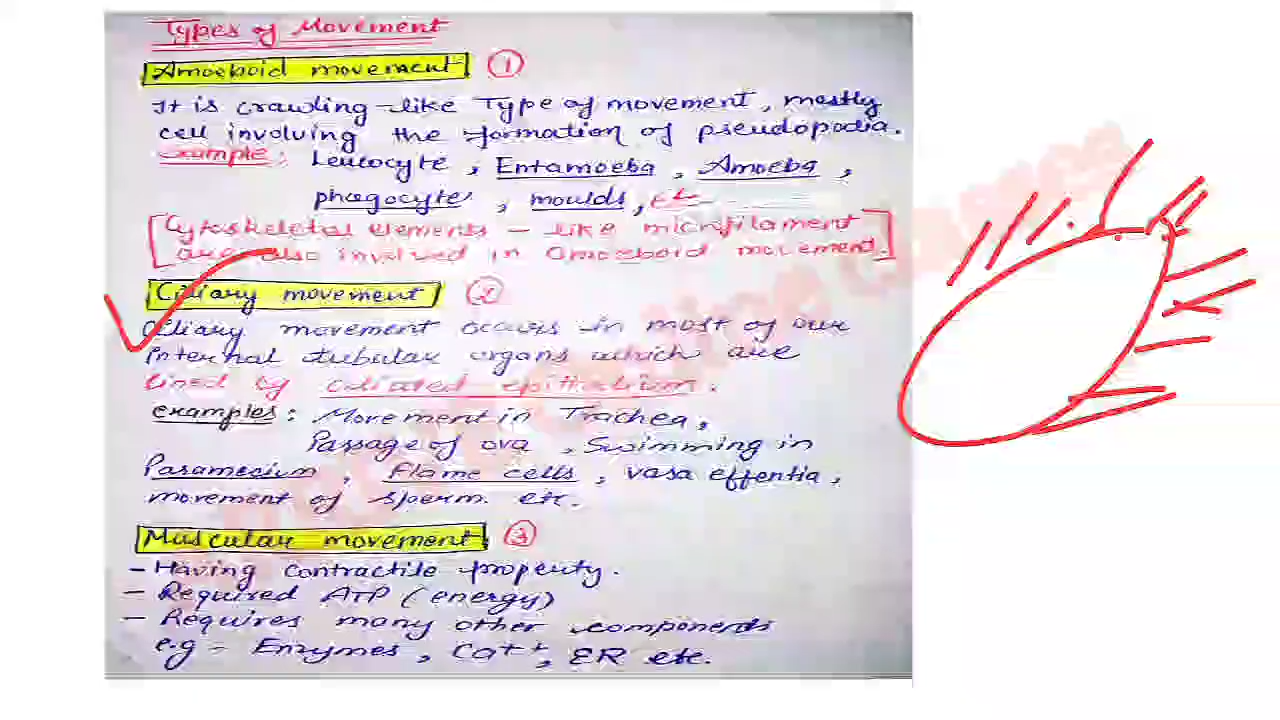 Types of Movement
Amoeboid movement 1
It is crawling-like Type of movement, mostly
cell involving the formation of pseudopodia.
example: Leucocyte, Entamoeba, Amoeba,
phagocyte, moulds, etc
[Cytoskeletal elements - like microfilament
are also involved in amoeboid movement.]
Ciliary movement 2
Ciliary movement occurs in most of our
internal tubular organs which are
lined by ciliated epithelium.
examples: Movement in Trachea,
Passage of ova, Swimming in
Paramecium, Flame cells, vasa effentia,
movement of sperm. etc.
Muscular movement 3
- Having contractile property.
- Required ATP (energy)
- Requires many other components
e.g - Enzymes, Ca++, ER etc.